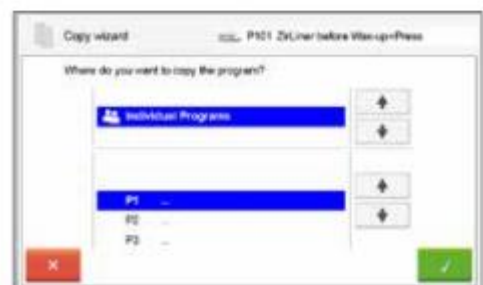 Copy wizard ... P101 ZirLiner before Wax-up+Press
Where do you want to copy the program?
Individual Programs
P1 ...
P2 ...
P3 ...